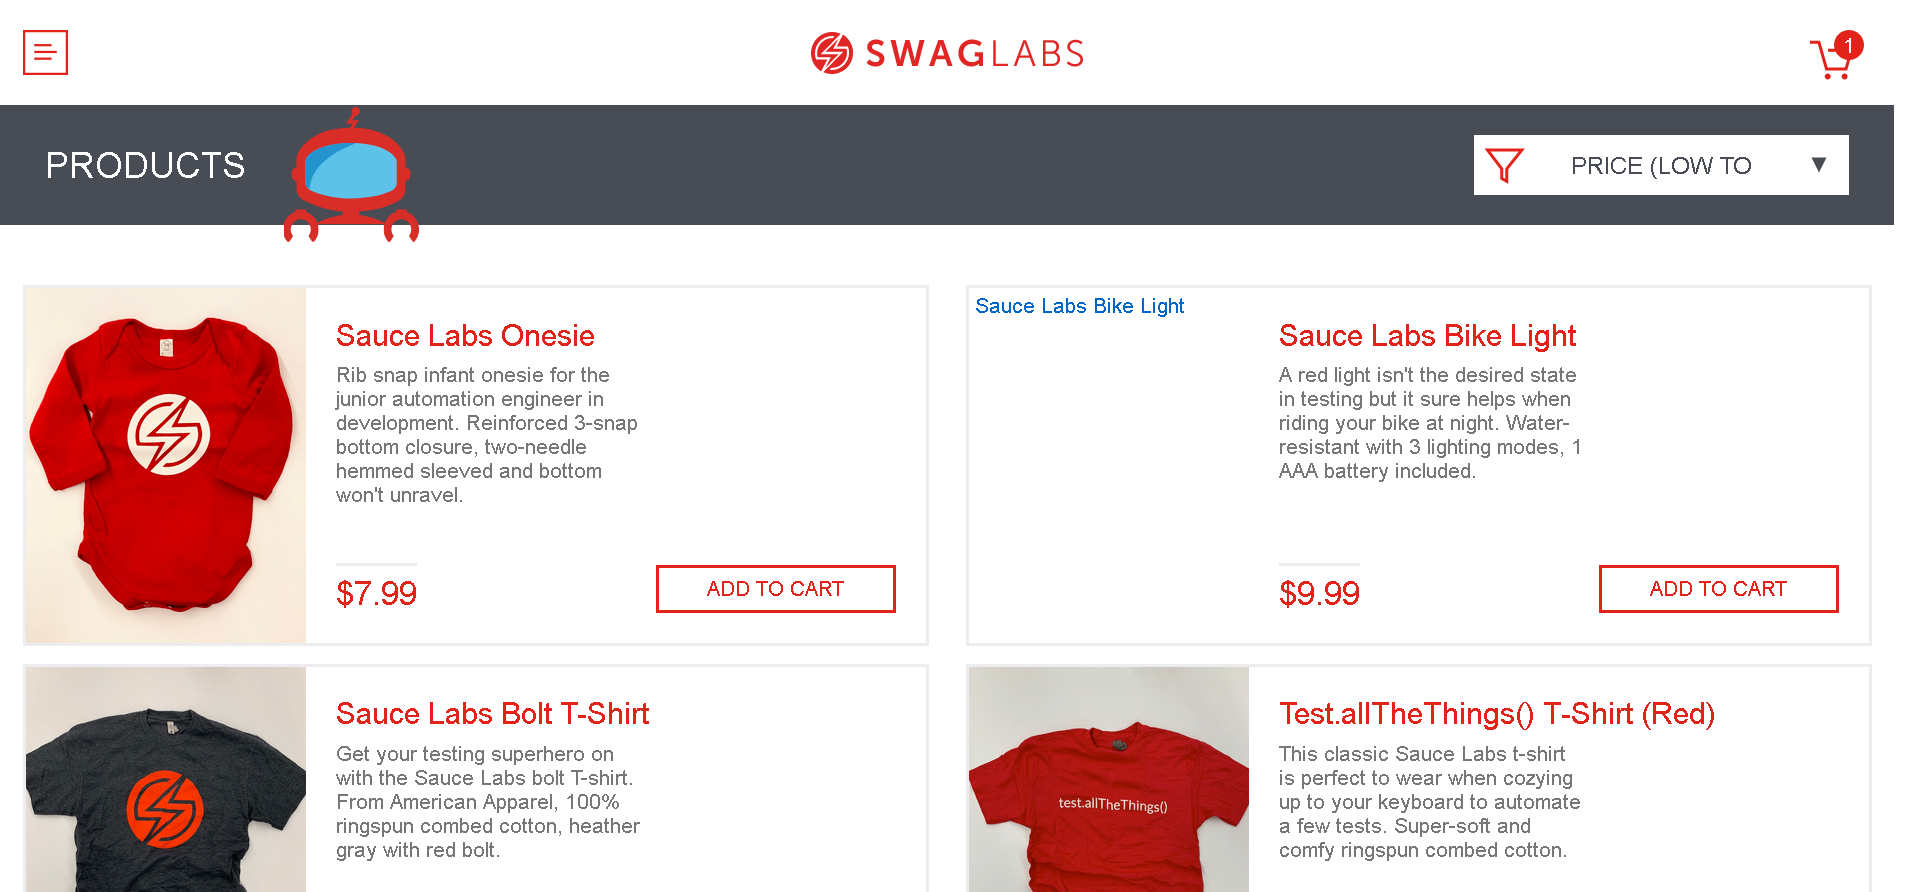 SWAGLABS
1
PRODUCTS
PRICE (LOW TO
Sauce Labs Onesie
Rib snap infant onesie for the
junior automation engineer in
development. Reinforced 3-snap
bottom closure, two-needle
hemmed sleeved and bottom
won't unravel.
$7.99
ADD TO CART
Sauce Labs Bike Light
Sauce Labs Bike Light
A red light isn't the desired state
in testing but it sure helps when
riding your bike at night. Water-
resistant with 3 lighting modes, 1
AAA battery included.
$9.99
ADD TO CART
Sauce Labs Bolt T-Shirt
Get your testing superhero on
with the Sauce Labs bolt T-shirt.
From American Apparel, 100%
ringspun combed cotton, heather
gray with red bolt.
test.allTheThings()
Test.allTheThings() T-Shirt (Red)
This classic Sauce Labs t-shirt
is perfect to wear when cozying
up to your keyboard to automate
a few tests. Super-soft and
comfy ringspun combed cotton.